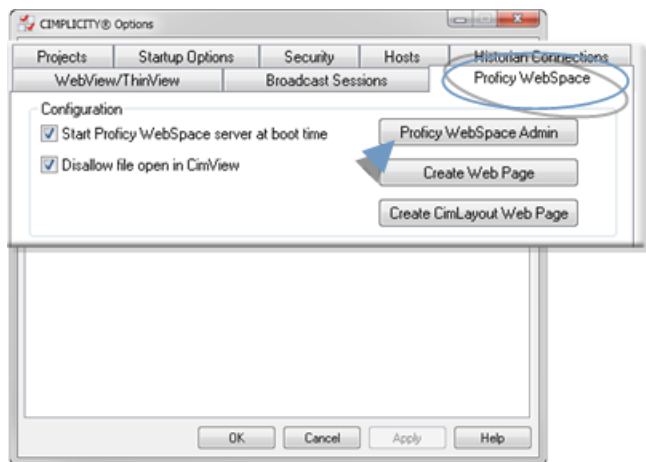 CIMPLICITY® Options
Projects Startup Options Security Hosts Historian Connections
WebView/ThinView Broadcast Sessions Proficy WebSpace
Configuration
Start Proficy WebSpace server at boot time Proficy WebSpace Admin
Disallow file open in CimView Create Web Page
Create CimLayout Web Page
OK Cancel Apply Help